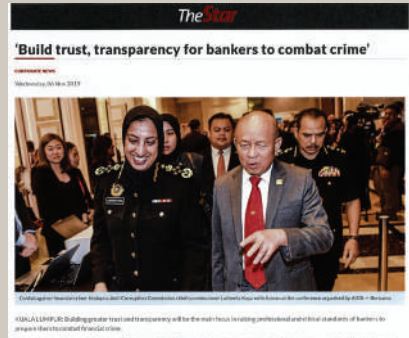 The Star
‘Build trust, transparency for bankers to combat crime’
CORPORATE NEWS
Wednesday, 06 Nov 2019
KUALA LUMPUR: Building greater trust and transparency will be the main focus in raising professional and ethical standards of bankers to
prepare them to combat financial crime.